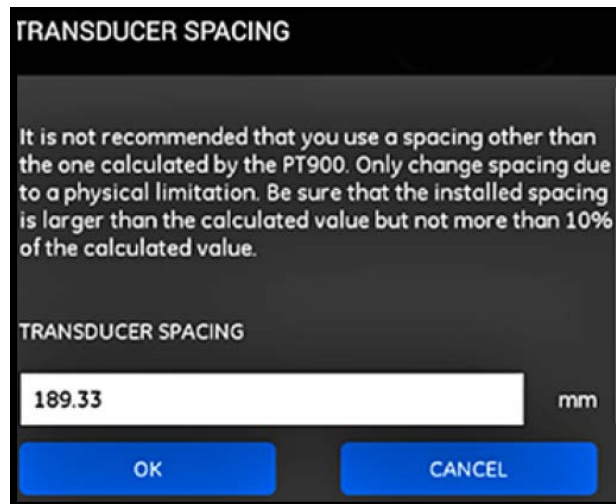 TRANSDUCER SPACING
It is not recommended that you use a spacing other than
the one calculated by the PT900. Only change spacing due
to a physical limitation. Be sure that the installed spacing
is larger than the calculated value but not more than 10%
of the calculated value.
TRANSDUCER SPACING
189.33 mm
OK CANCEL